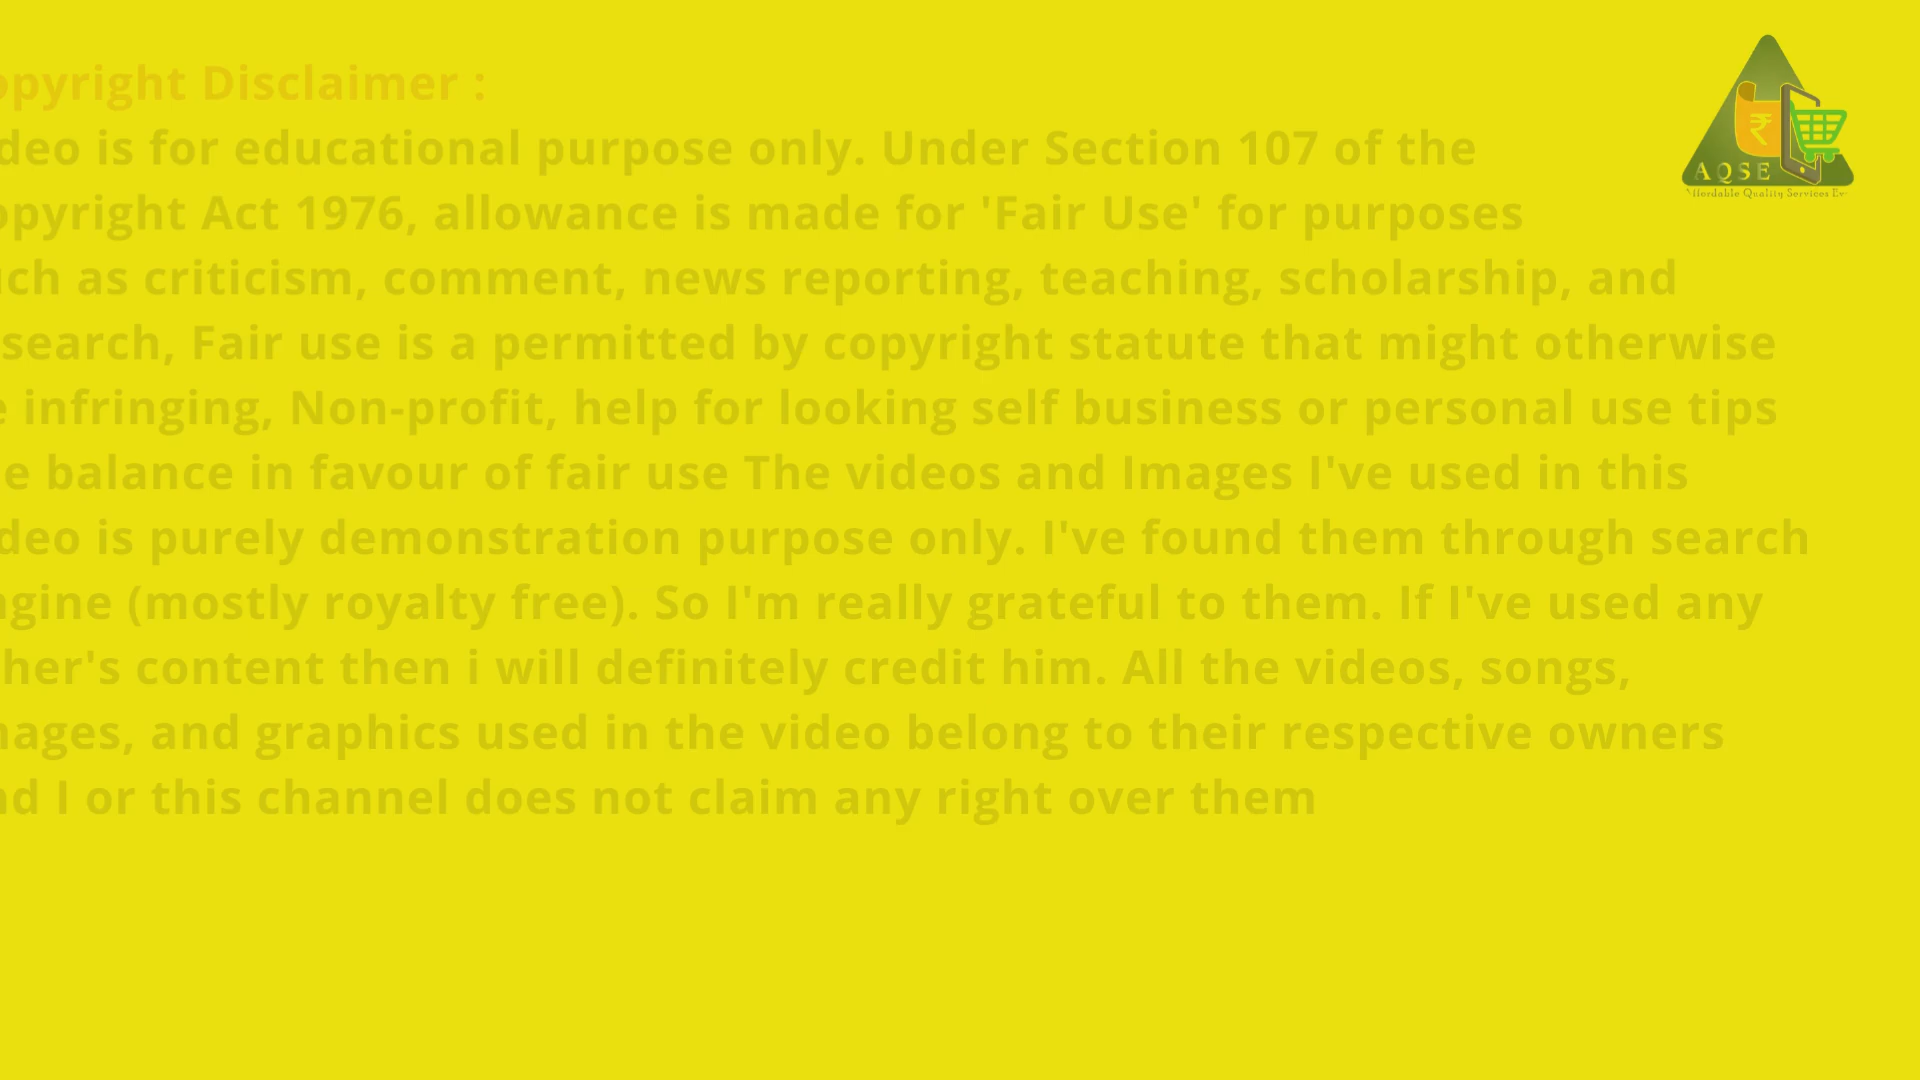 opyright Disclaimer :
deo is for educational purpose only. Under Section 107 of the
opyright Act 1976, allowance is made for 'Fair Use' for purposes
ch as criticism, comment, news reporting, teaching, scholarship, and
search, Fair use is a permitted by copyright statute that might otherwise
e infringing, Non-profit, help for looking self business or personal use tips
e balance in favour of fair use The videos and Images I've used in this
deo is purely demonstration purpose only. I've found them through search
gine (mostly royalty free). So I'm really grateful to them. If I've used any
her's content then i will definitely credit him. All the videos, songs,
ages, and graphics used in the video belong to their respective owners
nd I or this channel does not claim any right over them
₹
AQSE
ffordable Quality Services Ev